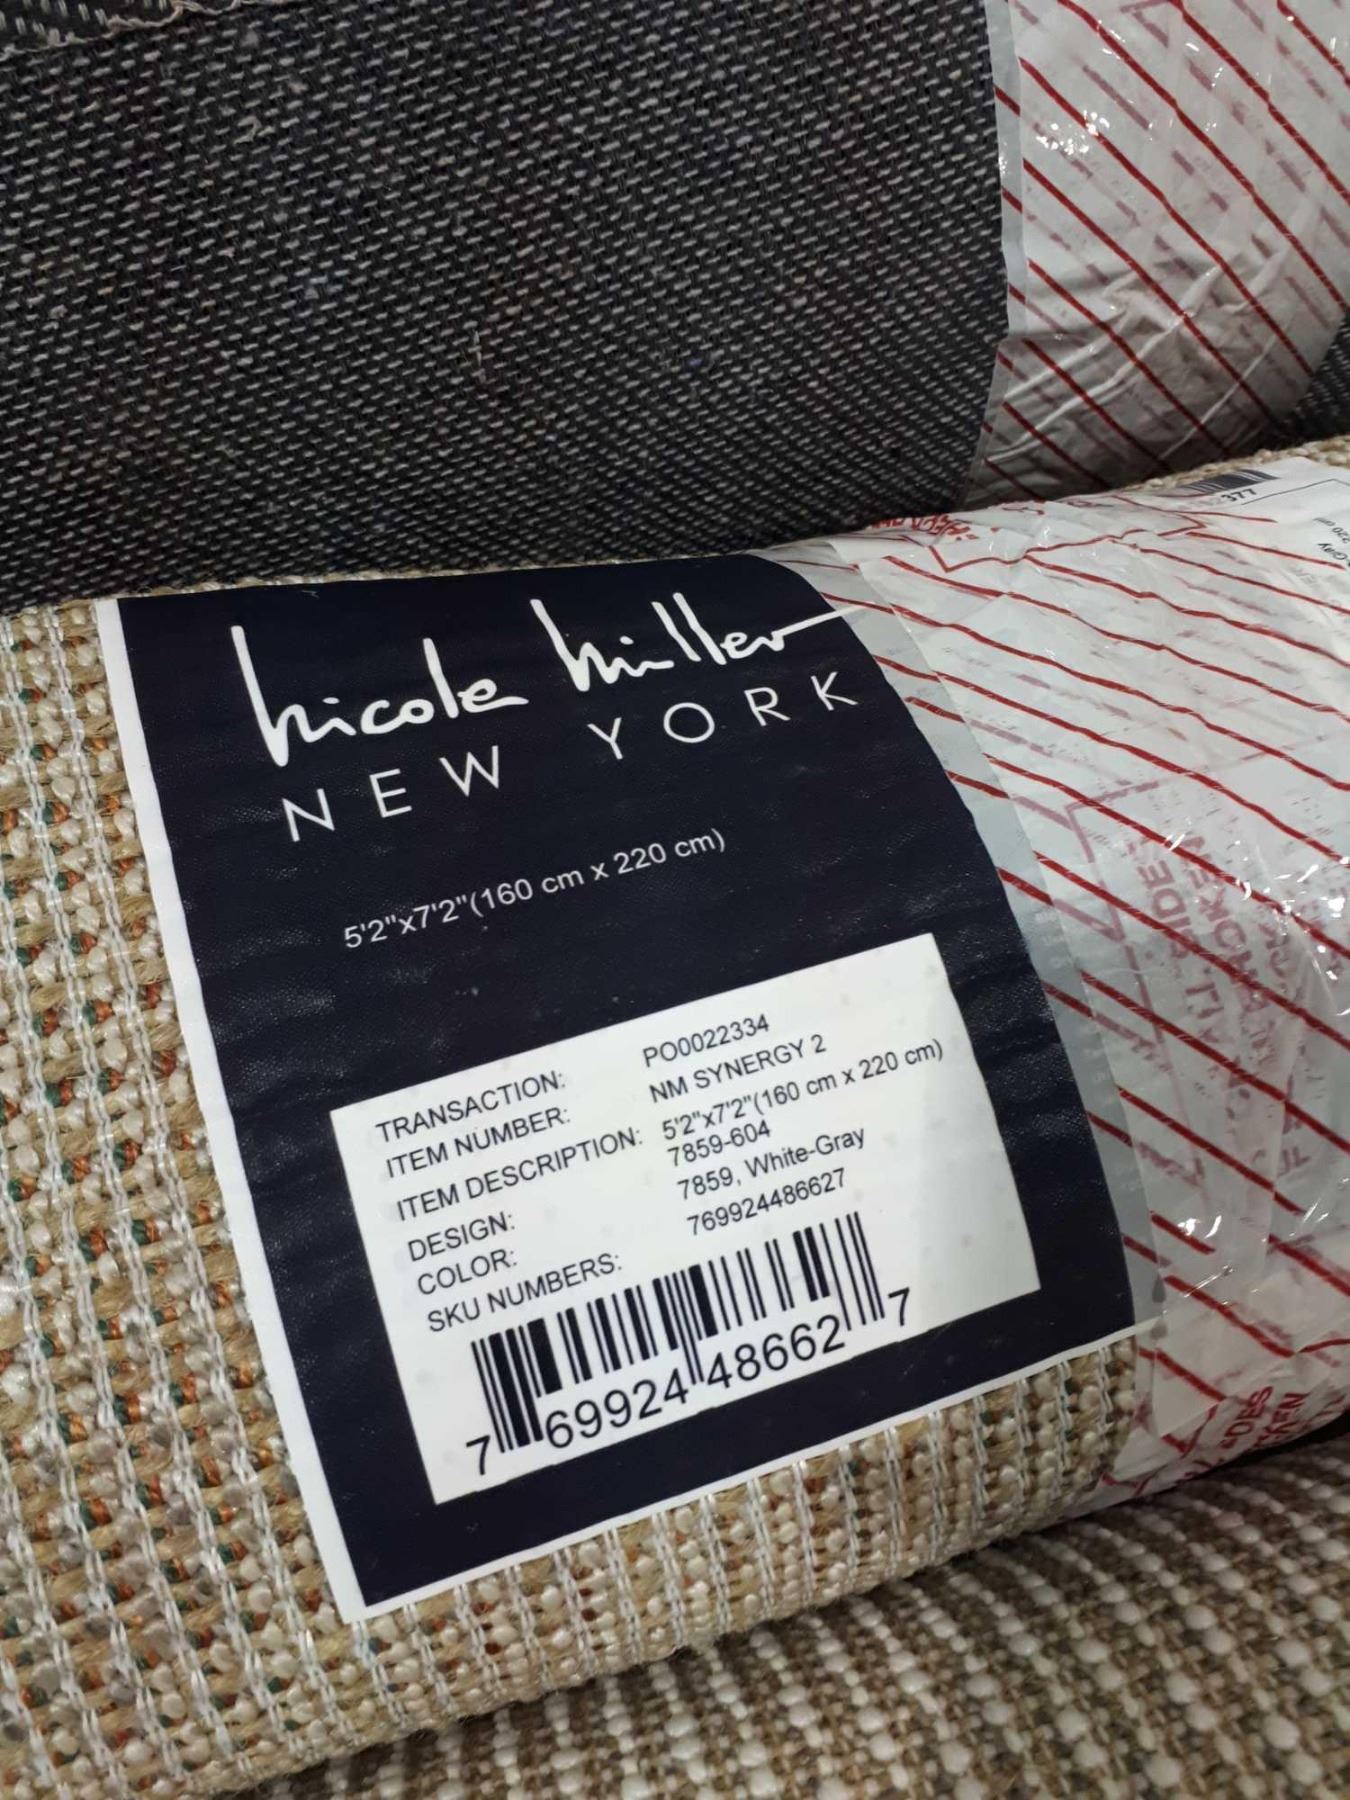 nicole miller
NEW YORK
5'2"x7'2"(160 cm x 220 cm)
TRANSACTION: PO0022334
ITEM NUMBER: NM SYNERGY 2
ITEM DESCRIPTION: 5'2"x7'2"(160 cm x 220 cm)
DESIGN: 7859-604
COLOR: 7859, White-Gray
SKU NUMBERS: 769924486627
7 69924 48662 7
377
Gray